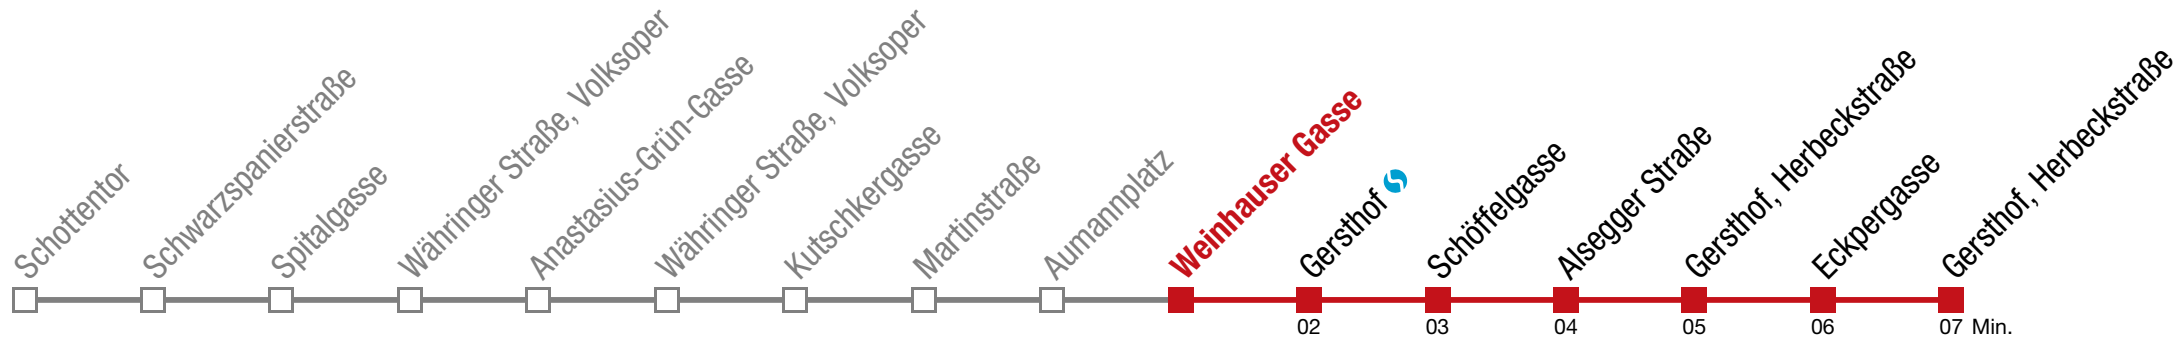 Schottentor
Schwarzspanierstraße
Spitalgasse
Währinger Straße, Volksoper
Anastasius-Grün-Gasse
Währinger Straße, Volksoper
Kutschkergasse
Martinstraße
Aumannplatz
Weinhauser Gasse
Gersthof
Schöffelgasse
Alsegger Straße
Gersthof, Herbeckstraße
Eckpergasse
Gersthof, Herbeckstraße
02 03 04 05 06 07 Min.